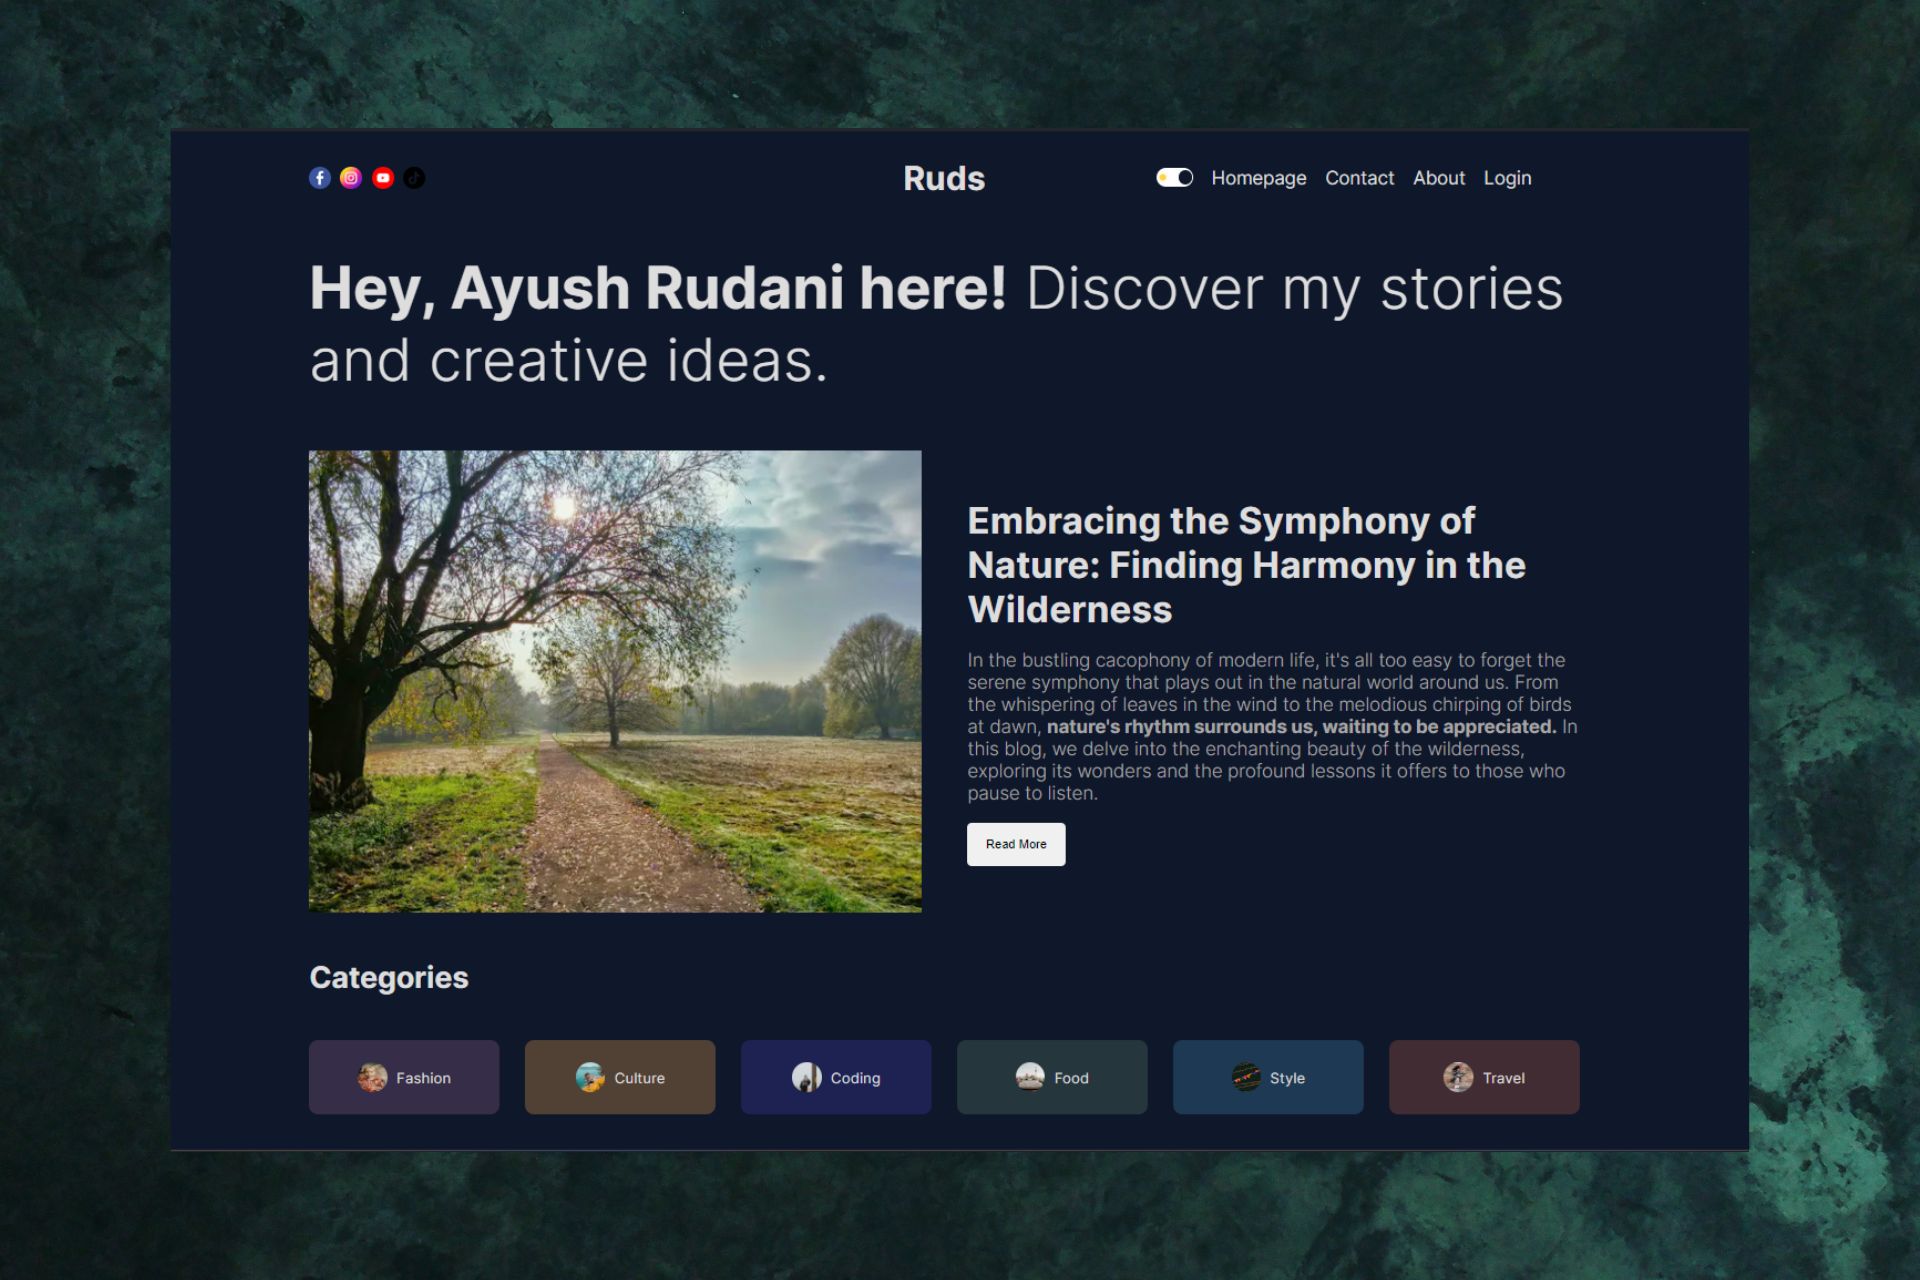 Ruds
Homepage Contact About Login
Hey, Ayush Rudani here! Discover my stories
and creative ideas.
Embracing the Symphony of
Nature: Finding Harmony in the
Wilderness
In the bustling cacophony of modern life, it's all too easy to forget the
serene symphony that plays out in the natural world around us. From
the whispering of leaves in the wind to the melodious chirping of birds
at dawn, nature's rhythm surrounds us, waiting to be appreciated. In
this blog, we delve into the enchanting beauty of the wilderness,
exploring its wonders and the profound lessons it offers to those who
pause to listen.
Read More
Categories
Fashion
Culture
Coding
Food
Style
Travel